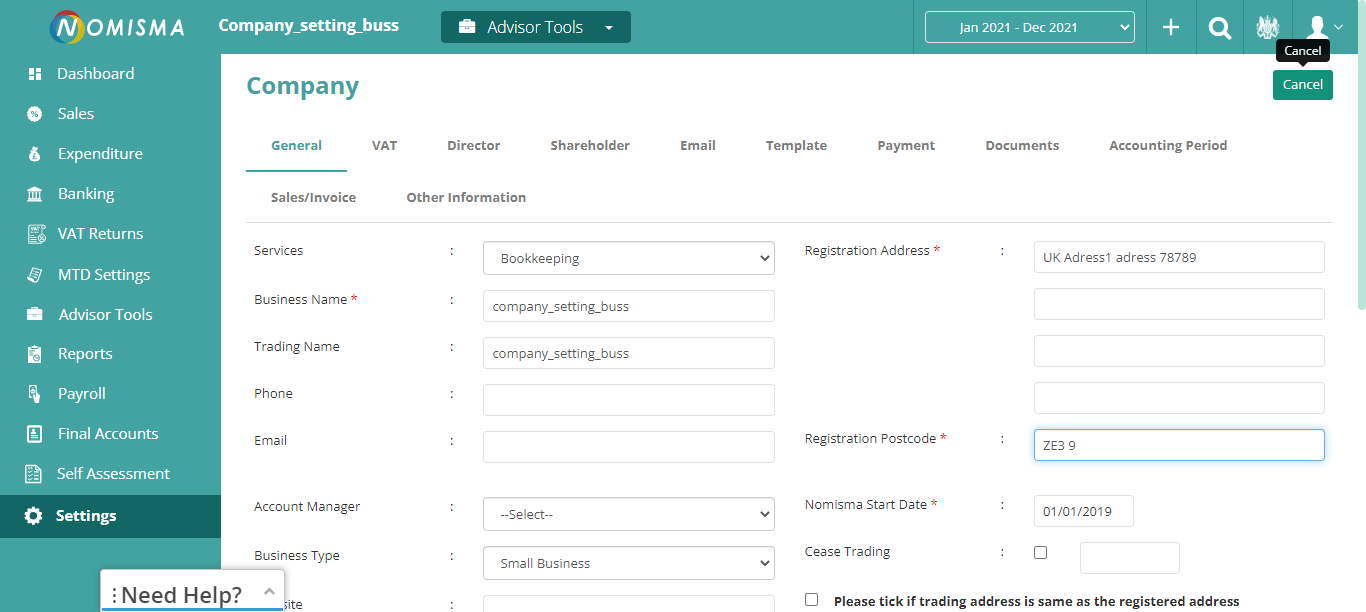 NOMISMA
Company_setting_buss
Advisor Tools
Jan 2021 - Dec 2021
Cancel
Dashboard
Sales
Expenditure
Banking
VAT Returns
MTD Settings
Advisor Tools
Reports
Payroll
Final Accounts
Self Assessment
Settings
Need Help?
Company
Cancel
General VAT Director Shareholder Email Template Payment Documents Accounting Period
Sales/Invoice Other Information
Services : Bookkeeping
Business Name * : company_setting_buss
Trading Name : company_setting_buss
Phone :
Email :
Account Manager : --Select--
Business Type : Small Business
:
Registration Address * : UK Adress1 adress 78789
Registration Postcode * : ZE3 9
Nomisma Start Date * : 01/01/2019
Cease Trading :
Please tick if trading address is same as the registered address